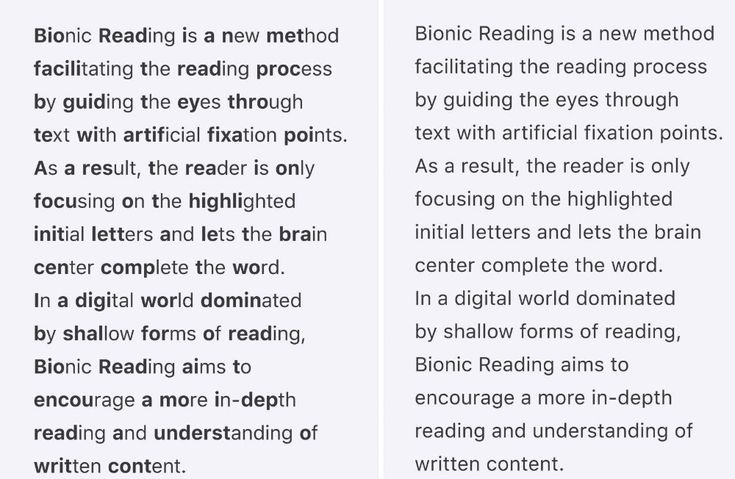 Bionic Reading is a new method
facilitating the reading process
by guiding the eyes through
text with artificial fixation points.
As a result, the reader is only
focusing on the highlighted
initial letters and lets the brain
center complete the word.
In a digital world dominated
by shallow forms of reading,
Bionic Reading aims to
encourage a more in-depth
reading and understanding of
written content.
Bionic Reading is a new method
facilitating the reading process
by guiding the eyes through
text with artificial fixation points.
As a result, the reader is only
focusing on the highlighted
initial letters and lets the brain
center complete the word.
In a digital world dominated
by shallow forms of reading,
Bionic Reading aims to
encourage a more in-depth
reading and understanding of
written content.